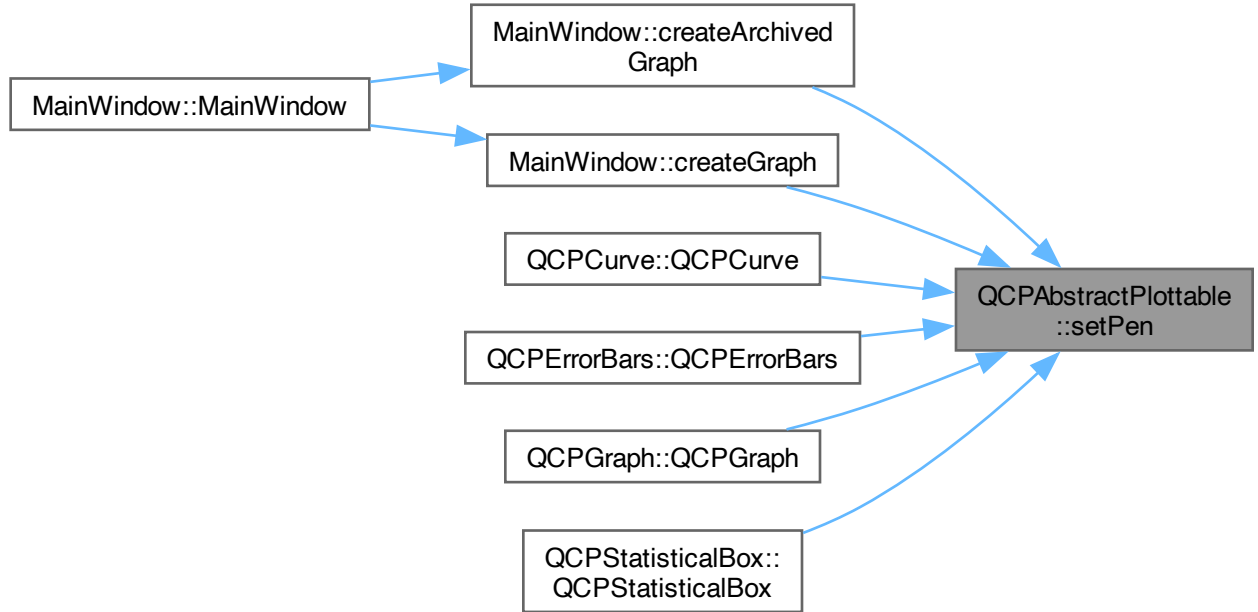 MainWindow::MainWindow
MainWindow::createArchived
Graph
MainWindow::createGraph
QCPCurve::QCPCurve
QCPErrorBars::QCPErrorBars
QCPGraph::QCPGraph
QCPStatisticalBox::
QCPStatisticalBox
QCPAbstractPlottable
::setPen